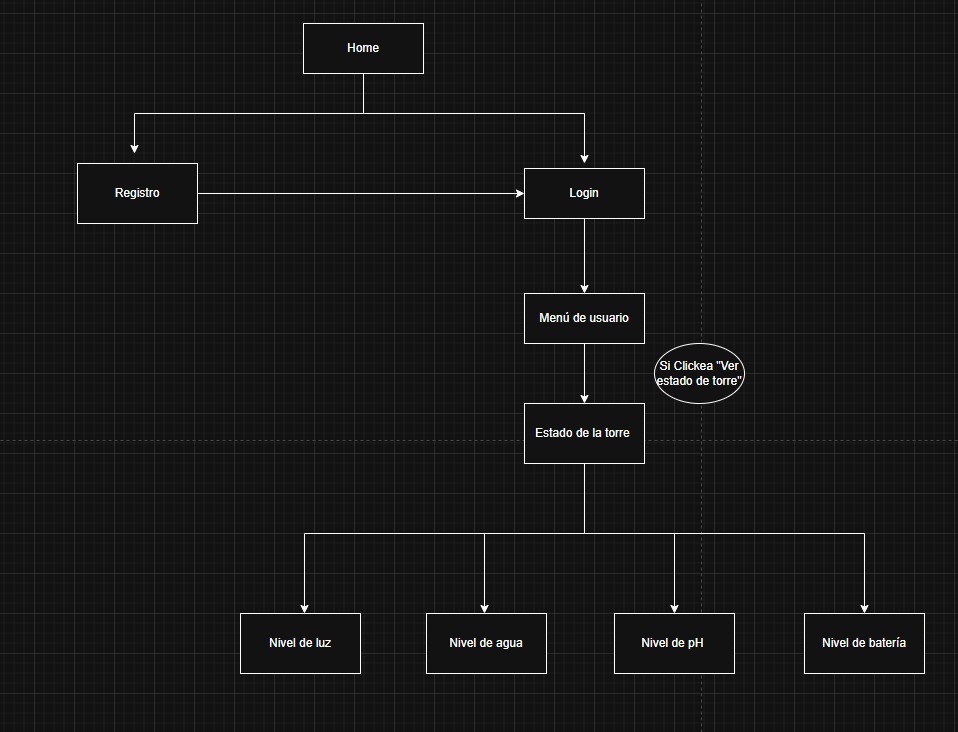 Home
Registro
Login
Menú de usuario
Si Clickea "Ver
estado de torre"
Estado de la torre
Nivel de luz
Nivel de agua
Nivel de pH
Nivel de batería